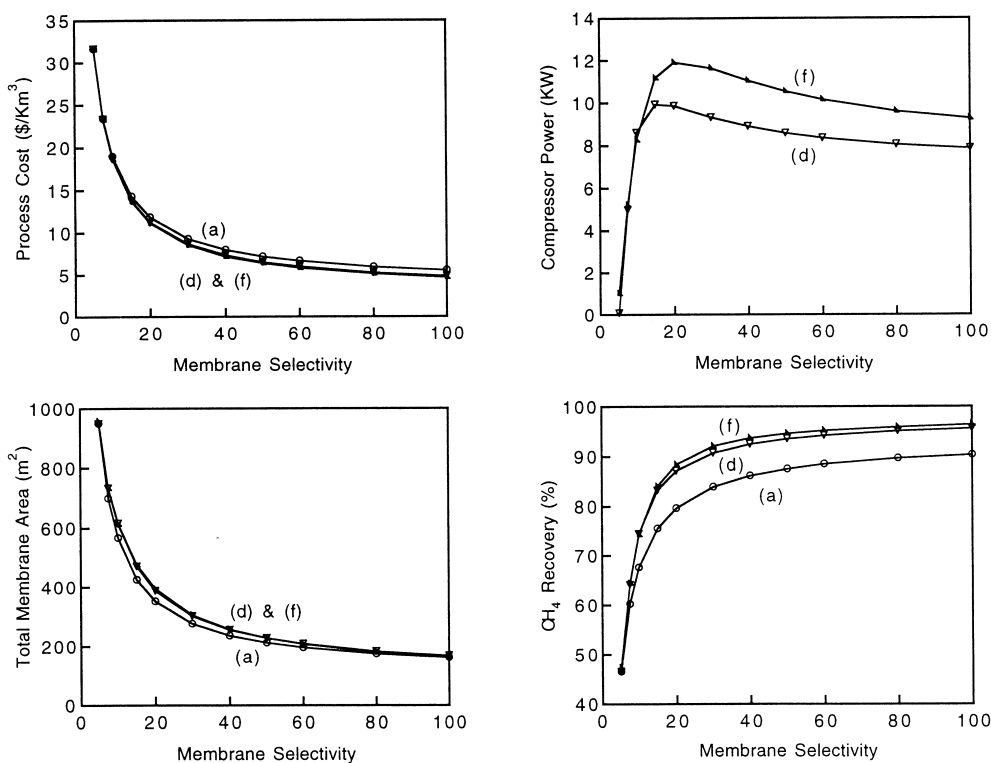 35
30
25
20
15
10
5
0
Process Cost ($/Km³)
(a)
(d) & (f)
0 20 40 60 80 100
Membrane Selectivity
14
12
10
8
6
4
2
0
Compressor Power (KW)
(f)
(d)
0 20 40 60 80 100
Membrane Selectivity
1000
800
600
400
200
0
Total Membrane Area (m²)
(d) & (f)
(a)
0 20 40 60 80 100
Membrane Selectivity
100
90
80
70
60
50
40
CH₄ Recovery (%)
(f)
(d)
(a)
0 20 40 60 80 100
Membrane Selectivity